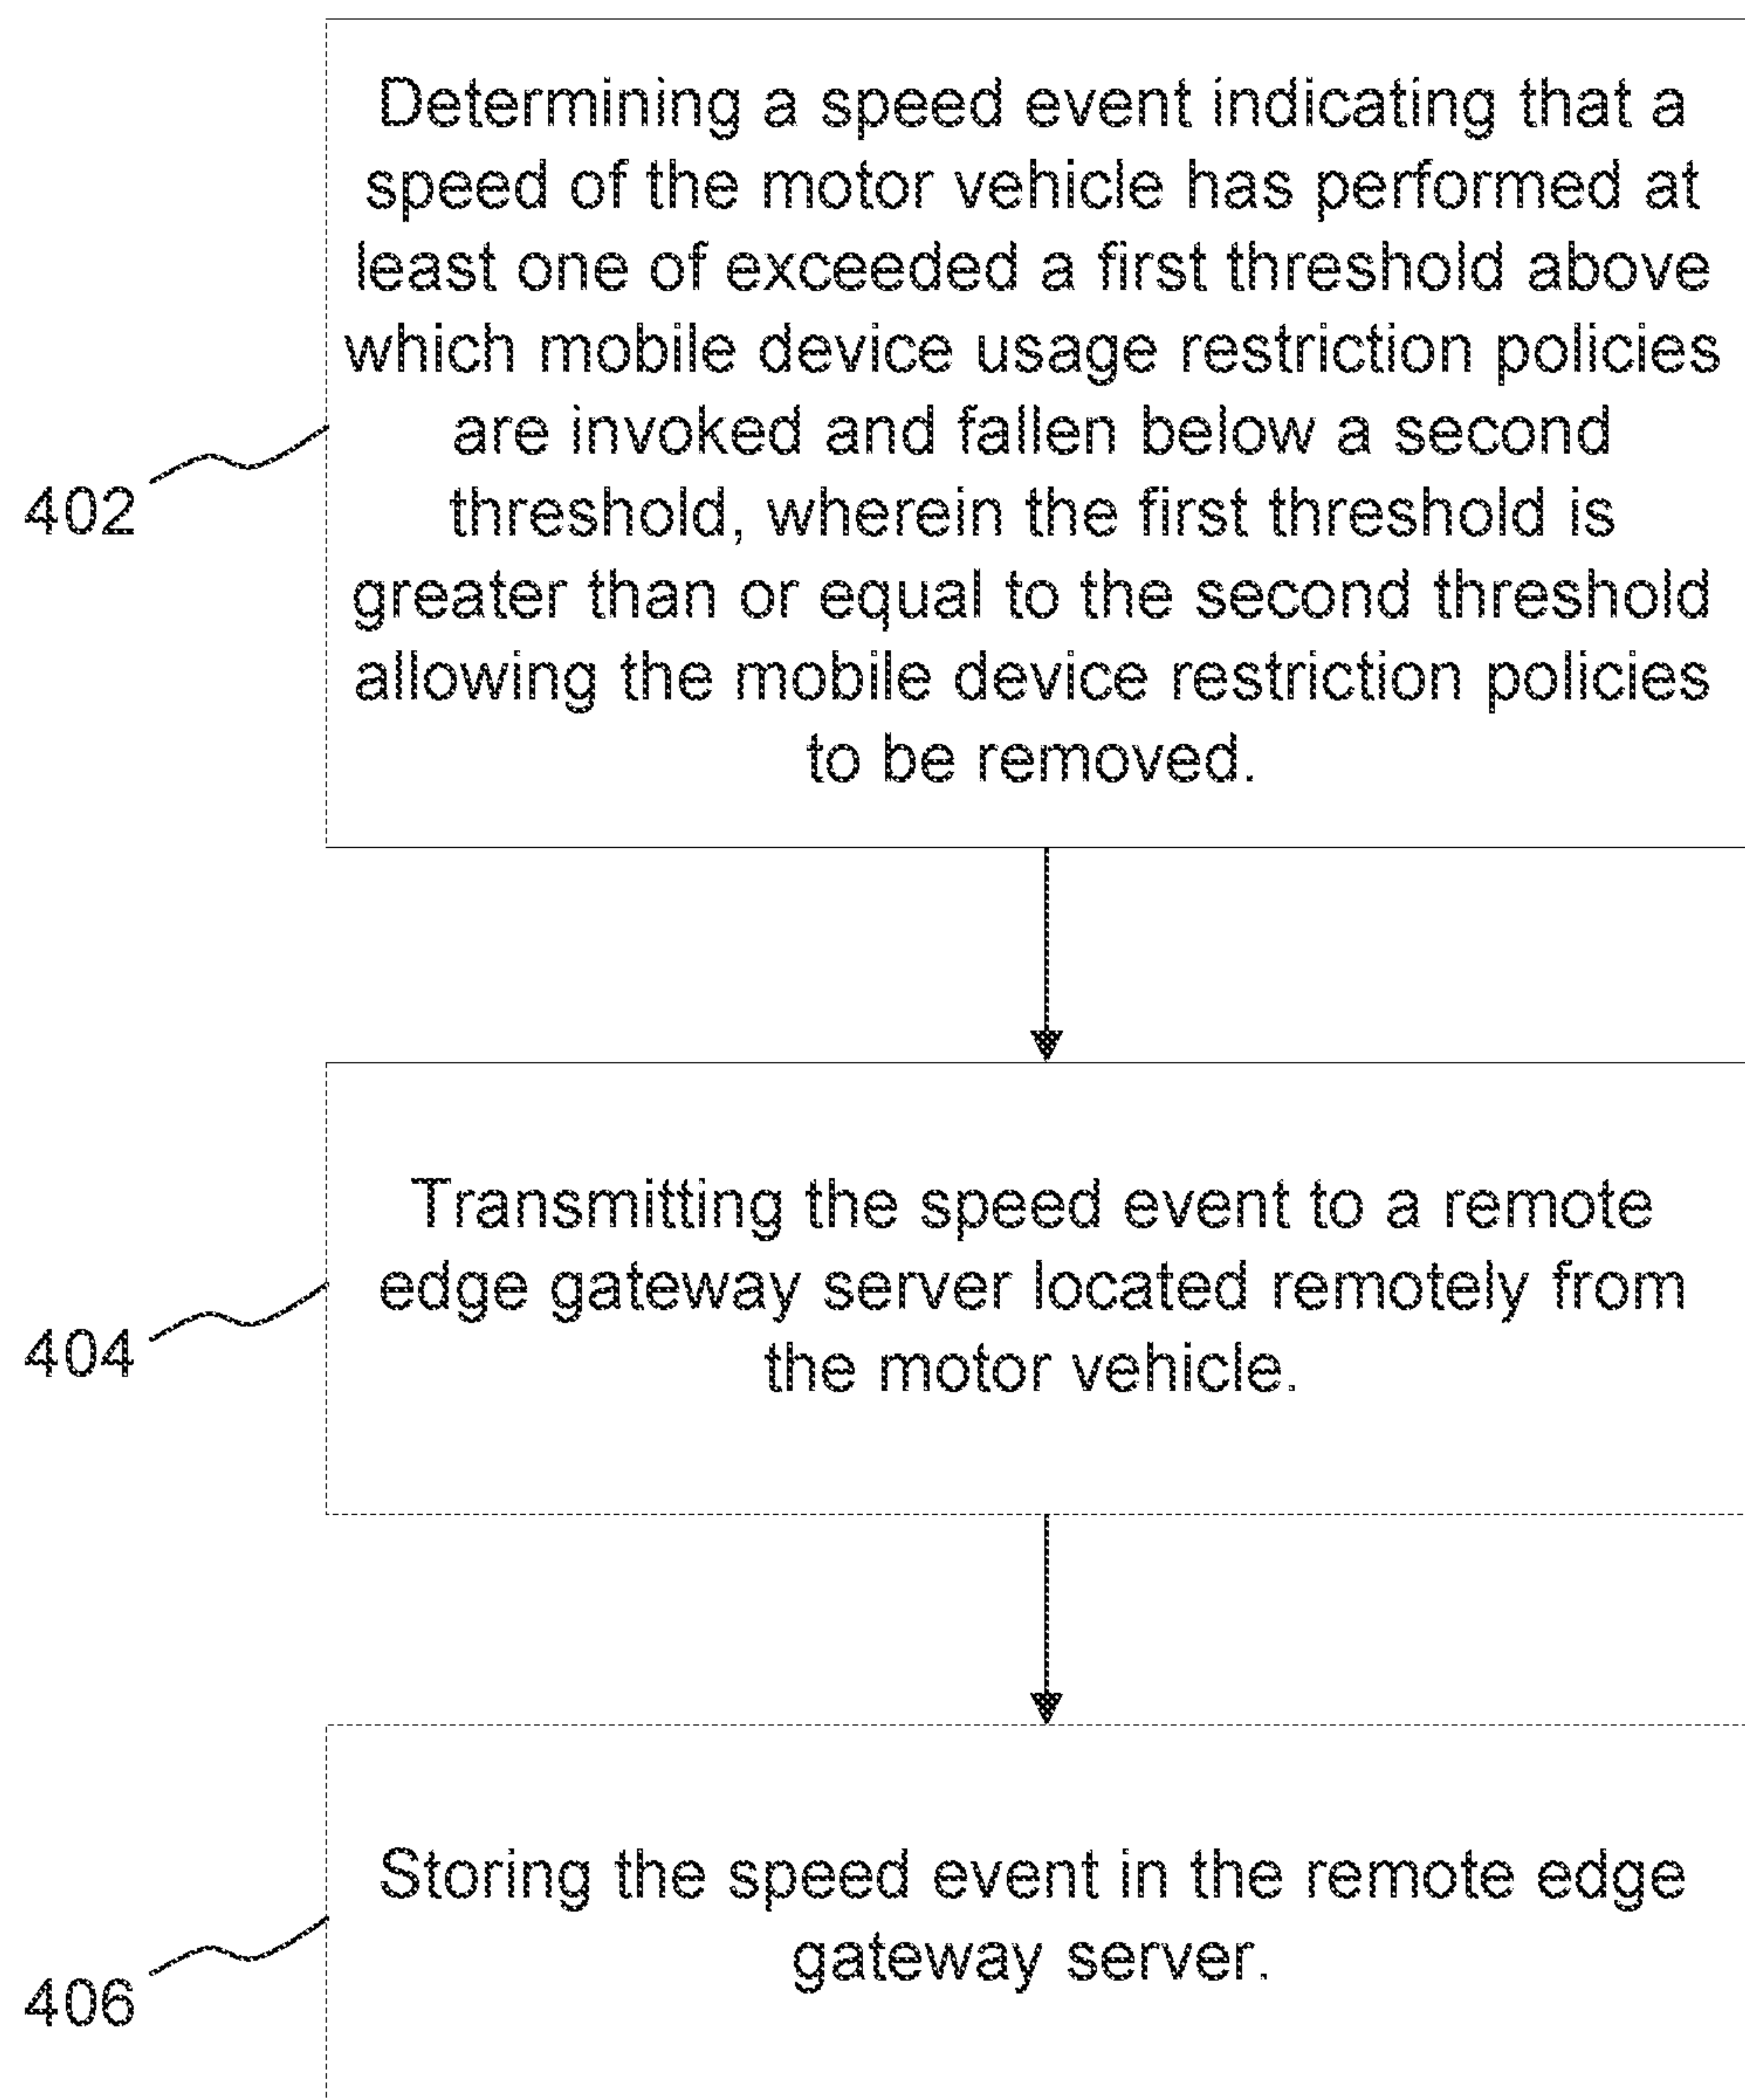 Determining a speed event indicating that a
speed of the motor vehicle has performed at
least one of exceeded a first threshold above
which mobile device usage restriction policies
are invoked and fallen below a second
threshold, wherein the first threshold is
greater than or equal to the second threshold
allowing the mobile device restriction policies
to be removed.
402
Transmitting the speed event to a remote
edge gateway server located remotely from
the motor vehicle.
404
Storing the speed event in the remote edge
gateway server.
406